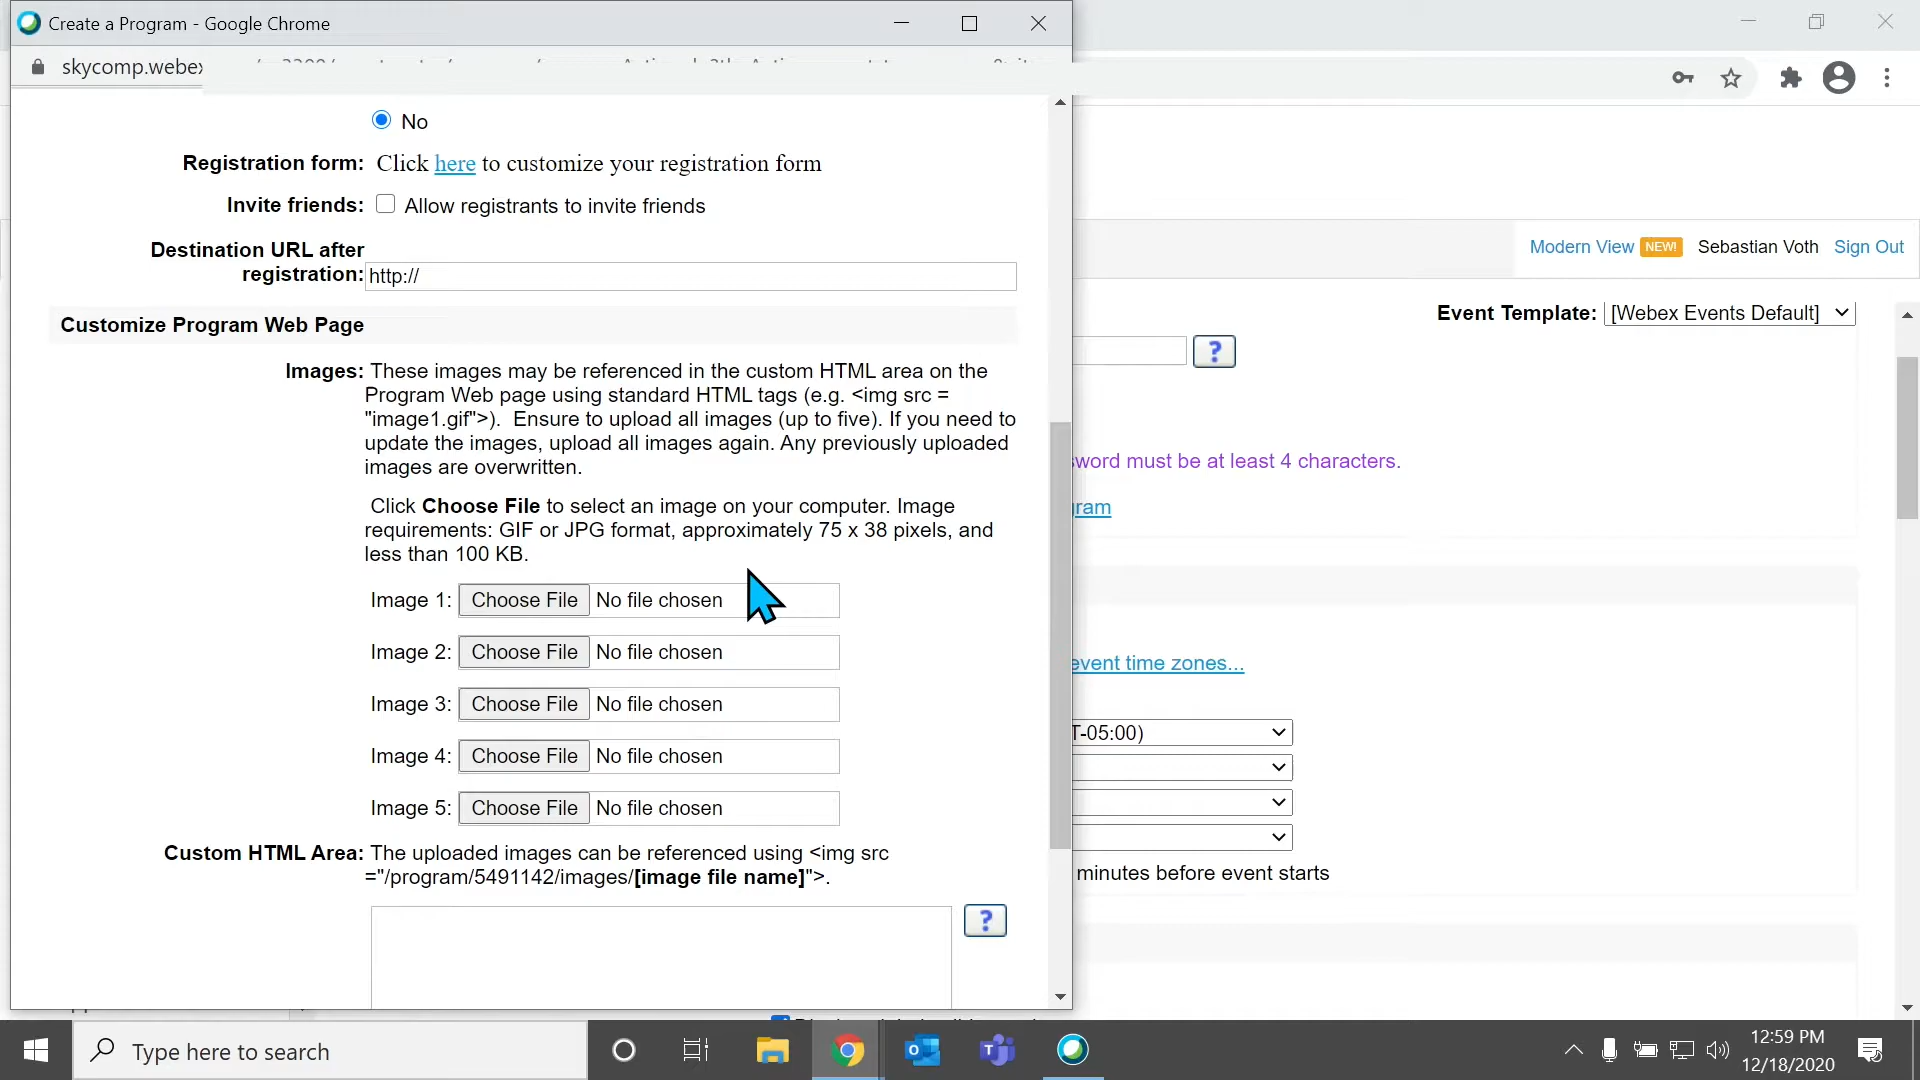 Create a Program - Google Chrome
skycomp.webex
No
Registration form: Click here to customize your registration form
Invite friends: Allow registrants to invite friends
Destination URL after
registration: http://
Customize Program Web Page
Images: These images may be referenced in the custom HTML area on the
Program Web page using standard HTML tags (e.g. <img src =
"image1.gif">). Ensure to upload all images (up to five). If you need to
update the images, upload all images again. Any previously uploaded
images are overwritten.
Click Choose File to select an image on your computer. Image
requirements: GIF or JPG format, approximately 75 x 38 pixels, and
less than 100 KB.
Image 1: Choose File No file chosen
Image 2: Choose File No file chosen
Image 3: Choose File No file chosen
Image 4: Choose File No file chosen
Image 5: Choose File No file chosen
Custom HTML Area: The uploaded images can be referenced using <img src
="/program/5491142/images/[image file name]">.
?
Modern View NEW! Sebastian Voth Sign Out
Event Template: [Webex Events Default]
?
sword must be at least 4 characters.
gram
event time zones...
T-05:00)
minutes before event starts
Type here to search
12:59 PM
12/18/2020